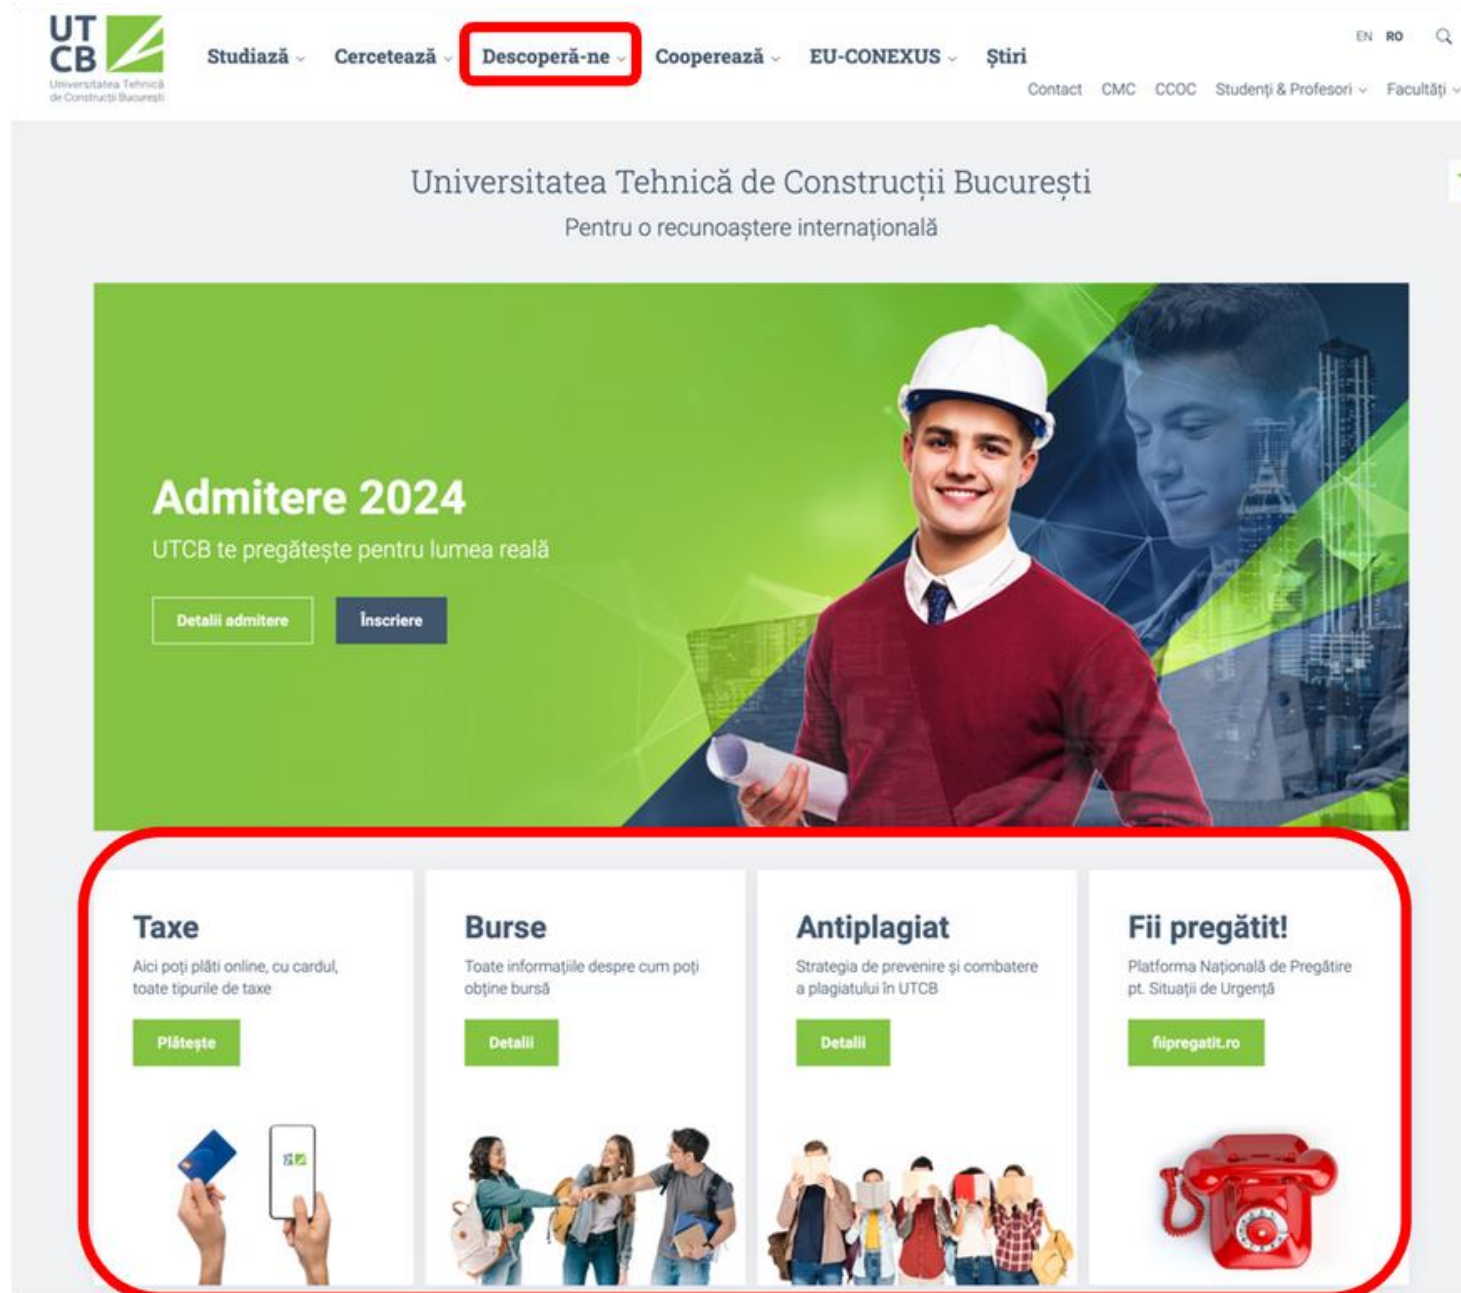 UT
CB
Universitatea Tehnică
de Construcții București
Studiază Cercetează Descoperă-ne Cooperează EU-CONEXUS Știri
EN RO
Contact CMC CCOC Studenți & Profesori Facultăți
Universitatea Tehnică de Construcții București
Pentru o recunoaștere internațională
Admitere 2024
UTCB te pregătește pentru lumea reală
Detalii admitere Înscriere
Taxe
Aici poți plăti online, cu cardul,
toate tipurile de taxe
Plătește
Burse
Toate informațiile despre cum poți
obține bursă
Detalii
Antiplagiat
Strategia de prevenire și combatere
a plagiatului în UTCB
Detalii
Fii pregătit!
Platforma Națională de Pregătire
pt. Situații de Urgență
fiipregatit.ro